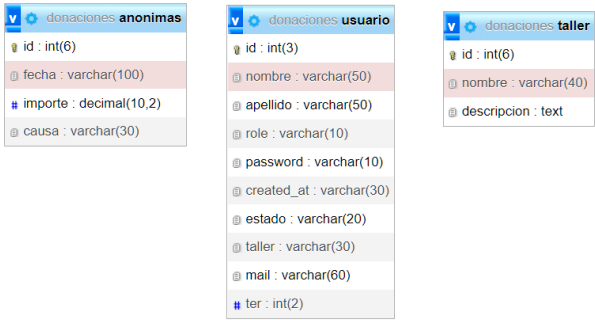 v donaciones anonimas
id : int(6)
fecha : varchar(100)
# importe : decimal(10,2)
causa : varchar(30)
v donaciones usuario
id : int(3)
nombre : varchar(50)
apellido : varchar(50)
role : varchar(10)
password : varchar(10)
created_at : varchar(30)
estado : varchar(20)
taller : varchar(30)
mail : varchar(60)
# ter : int(2)
v donaciones taller
id : int(6)
nombre : varchar(40)
descripcion : text